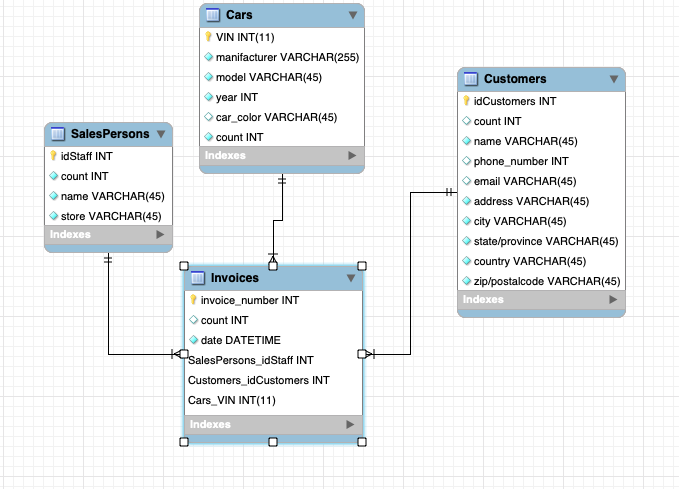 Cars
VIN INT(11)
manifacturer VARCHAR(255)
model VARCHAR(45)
year INT
car_color VARCHAR(45)
count INT
Indexes
Customers
idCustomers INT
count INT
name VARCHAR(45)
phone_number INT
email VARCHAR(45)
address VARCHAR(45)
city VARCHAR(45)
state/province VARCHAR(45)
country VARCHAR(45)
zip/postalcode VARCHAR(45)
Indexes
SalesPersons
idStaff INT
count INT
name VARCHAR(45)
store VARCHAR(45)
Indexes
Invoices
invoice_number INT
count INT
date DATETIME
SalesPersons_idStaff INT
Customers_idCustomers INT
Cars_VIN INT(11)
Indexes